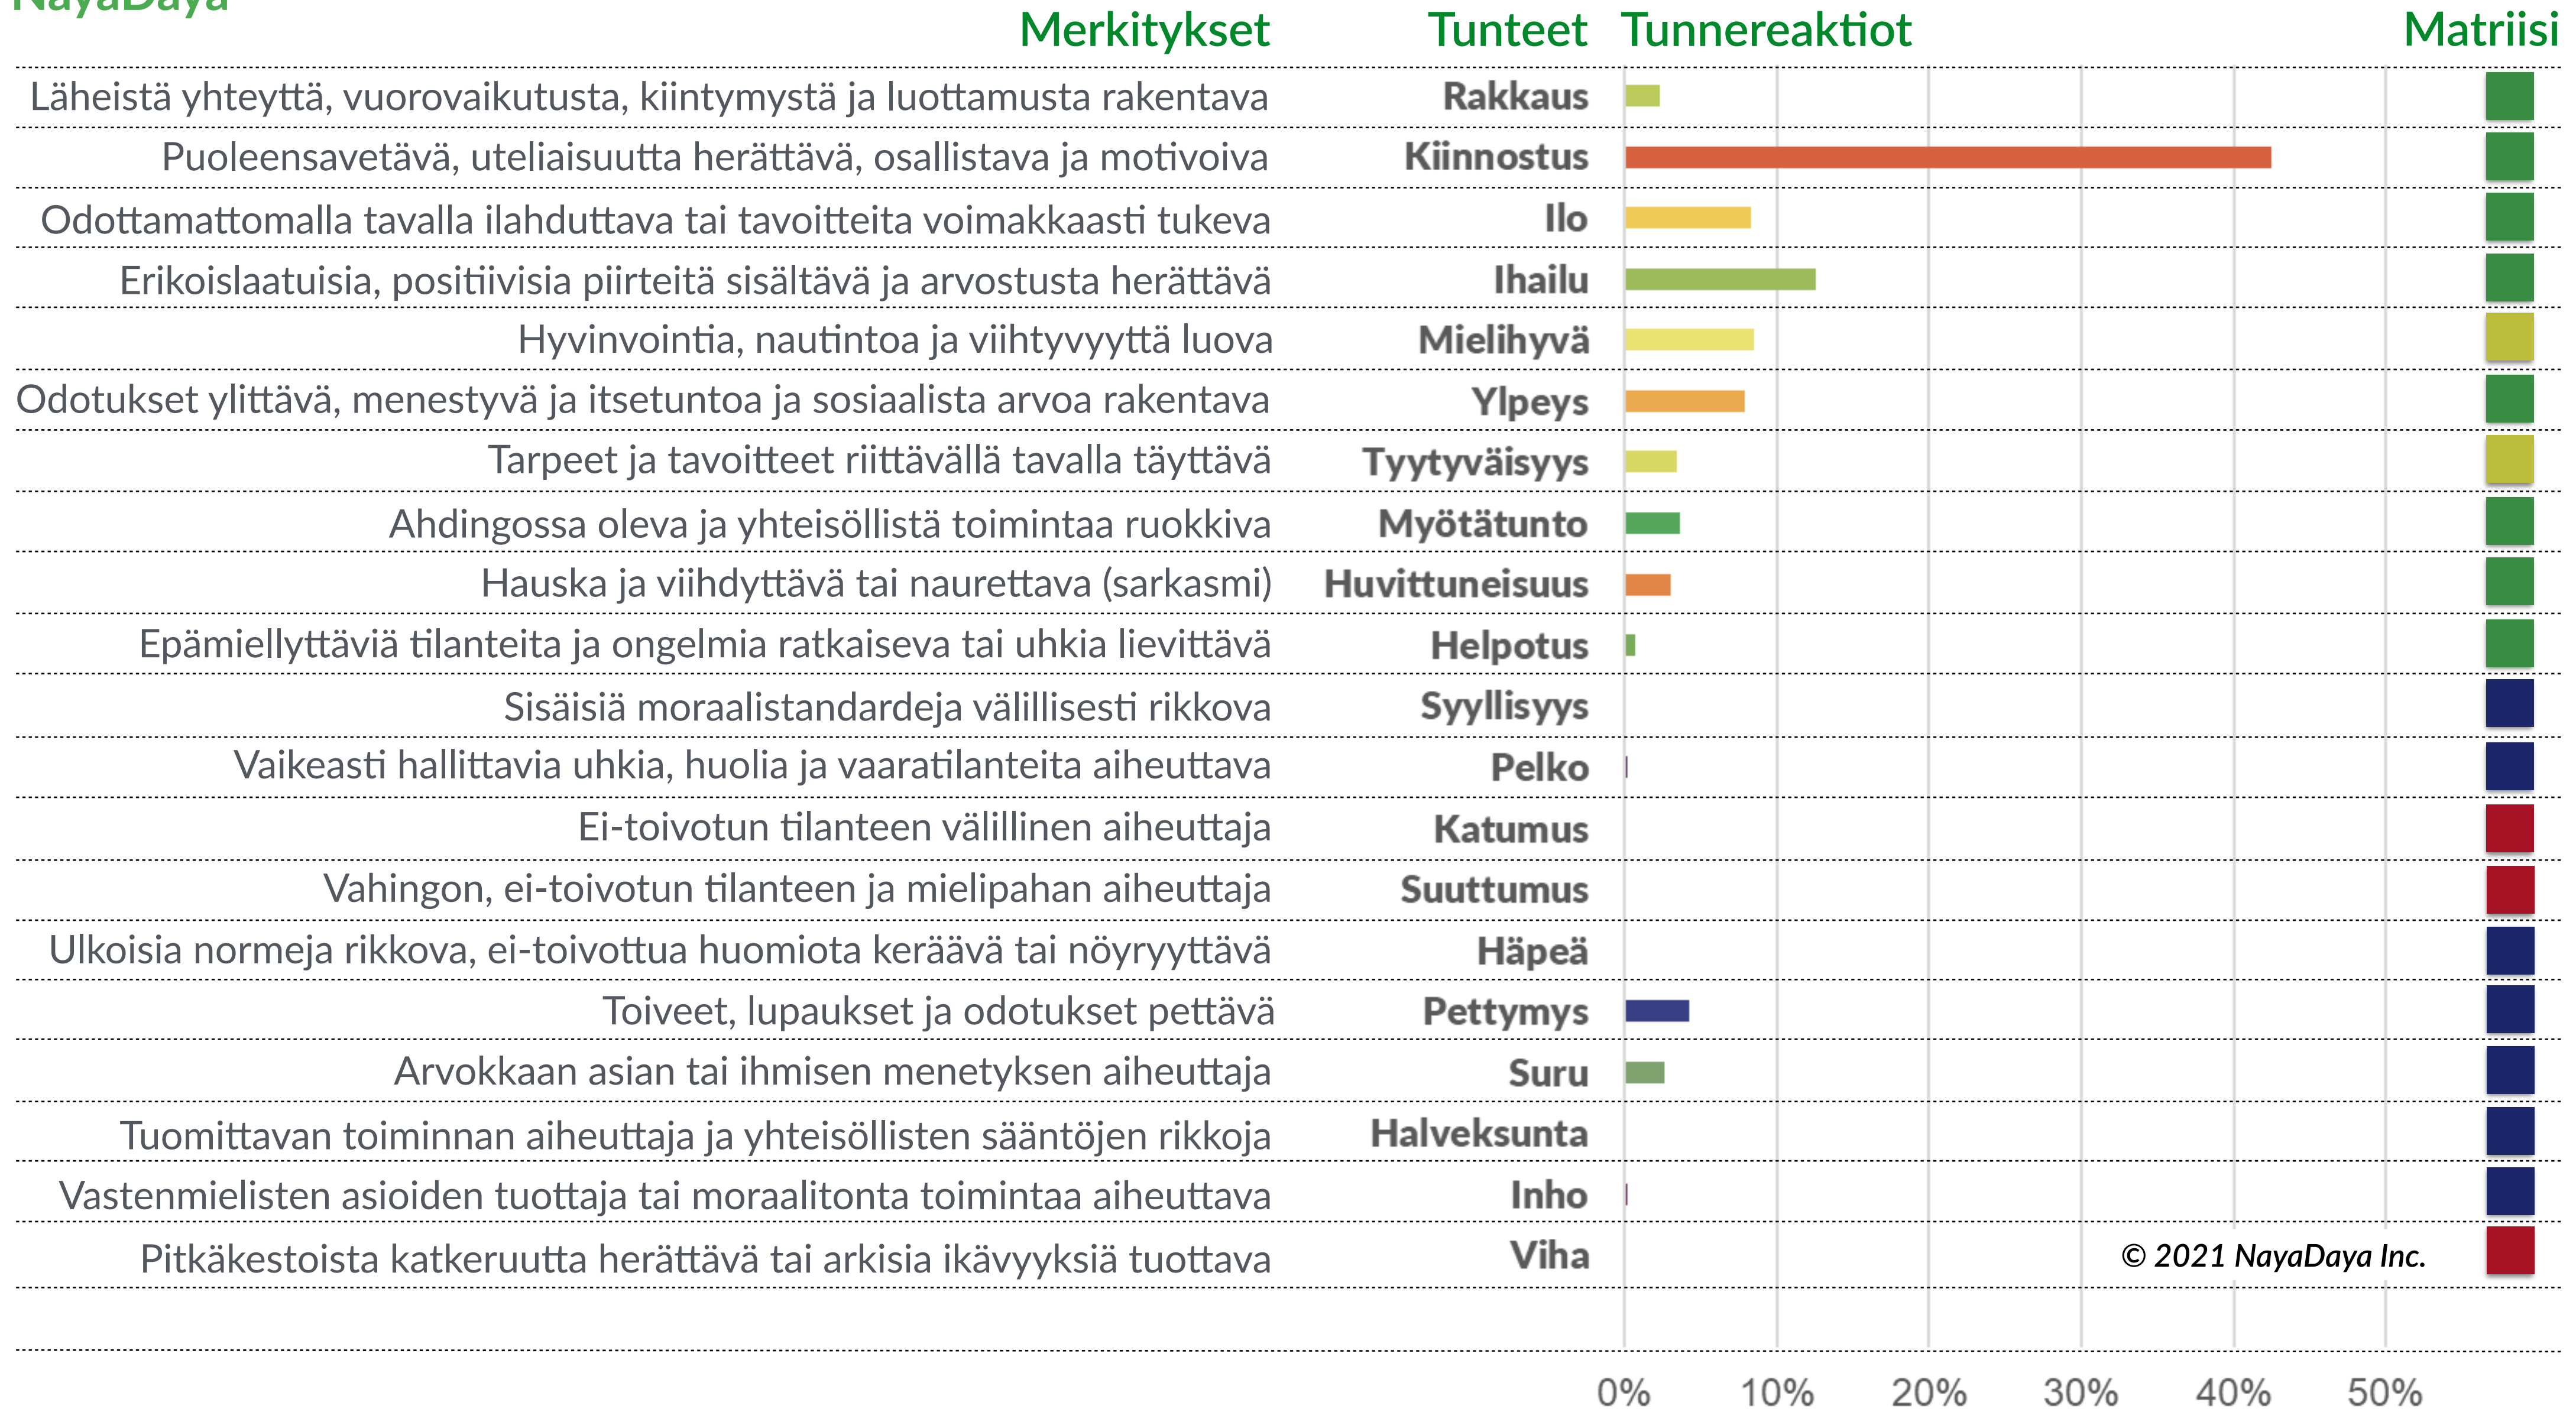 NayaDaya
Merkitykset Tunteet Tunnereaktiot Matriisi
Läheistä yhteyttä, vuorovaikutusta, kiintymystä ja luottamusta rakentava Rakkaus
Puoleensavetävä, uteliaisuutta herättävä, osallistava ja motivoiva Kiinnostus
Odottamattomalla tavalla ilahduttava tai tavoitteita voimakkaasti tukeva Ilo
Erikoislaatuisia, positiivisia piirteitä sisältävä ja arvostusta herättävä Ihailu
Hyvinvointia, nautintoa ja viihtyvyyttä luova Mielihyvä
Odotukset ylittävä, menestyvä ja itsetuntoa ja sosiaalista arvoa rakentava Ylpeys
Tarpeet ja tavoitteet riittävällä tavalla täyttävä Tyytyväisyys
Ahdingossa oleva ja yhteisöllistä toimintaa ruokkiva Myötätunto
Hauska ja viihdyttävä tai naurettava (sarkasmi) Huvittuneisuus
Epämiellyttäviä tilanteita ja ongelmia ratkaiseva tai uhkia lievittävä Helpotus
Sisäisiä moraalistandardeja välillisesti rikkova Syyllisyys
Vaikeasti hallittavia uhkia, huolia ja vaaratilanteita aiheuttava Pelko
Ei-toivotun tilanteen välillinen aiheuttaja Katumus
Vahingon, ei-toivotun tilanteen ja mielipahan aiheuttaja Suuttumus
Ulkoisia normeja rikkova, ei-toivottua huomiota keräävä tai nöyryyttävä Häpeä
Toiveet, lupaukset ja odotukset pettävä Pettymys
Arvokkaan asian tai ihmisen menetyksen aiheuttaja Suru
Tuomittavan toiminnan aiheuttaja ja yhteisöllisten sääntöjen rikkoja Halveksunta
Vastenmielisten asioiden tuottaja tai moraalitonta toimintaa aiheuttava Inho
Pitkäkestoista katkeruutta herättävä tai arkisia ikävyyksiä tuottava Viha © 2021 NayaDaya Inc.
0% 10% 20% 30% 40% 50%